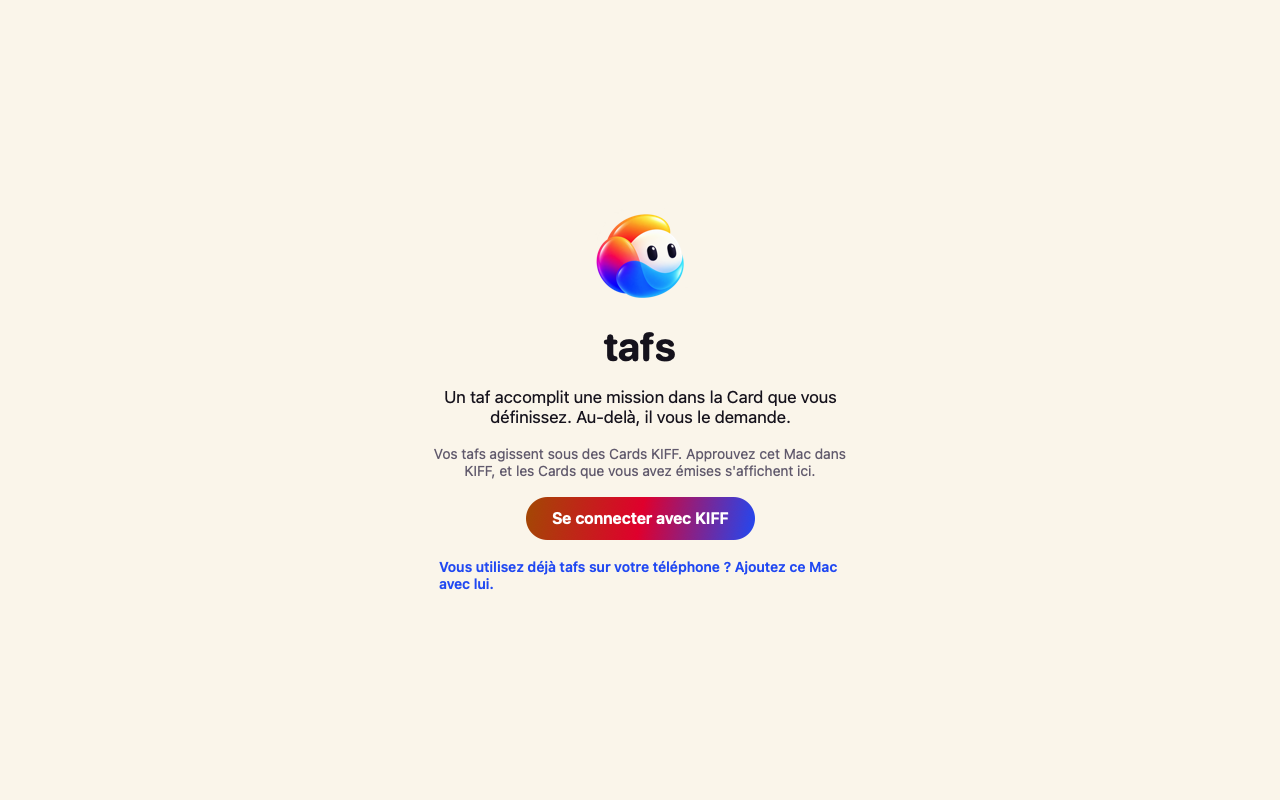 tafs
Un taf accomplit une mission dans la Card que vous
définissez. Au-delà, il vous le demande.
Vos tafs agissent sous des Cards KIFF. Approuvez cet Mac dans
KIFF, et les Cards que vous avez émises s'affichent ici.
Se connecter avec KIFF
Vous utilisez déjà tafs sur votre téléphone ? Ajoutez ce Mac
avec lui.